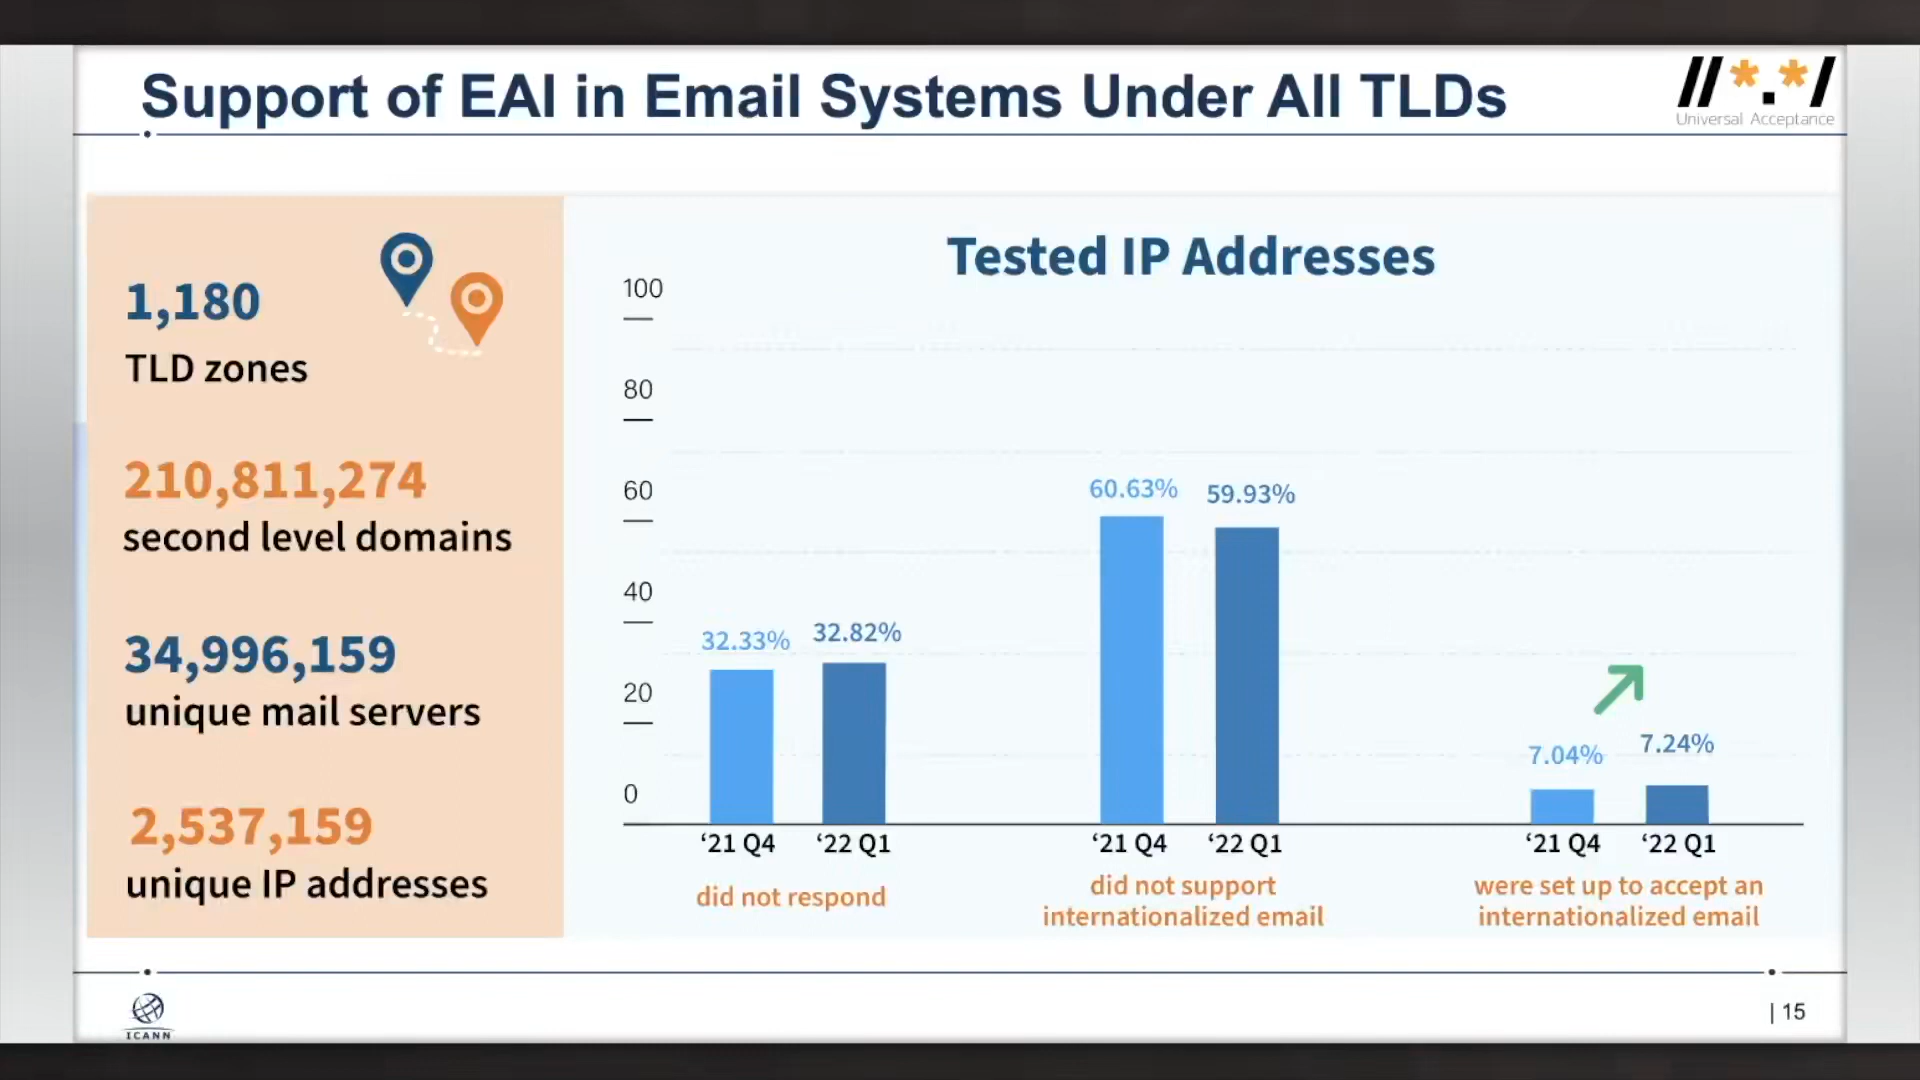 Support of EAI in Email Systems Under All TLDs
//*.*/
Universal Acceptance
1,180
TLD zones
210,811,274
second level domains
34,996,159
unique mail servers
2,537,159
unique IP addresses
Tested IP Addresses
100
80
60
40
20
0
32.33%
32.82%
60.63%
59.93%
7.04%
7.24%
‘21 Q4
‘22 Q1
‘21 Q4
‘22 Q1
‘21 Q4
‘22 Q1
did not respond
did not support
internationalized email
were set up to accept an
internationalized email
ICANN
| 15